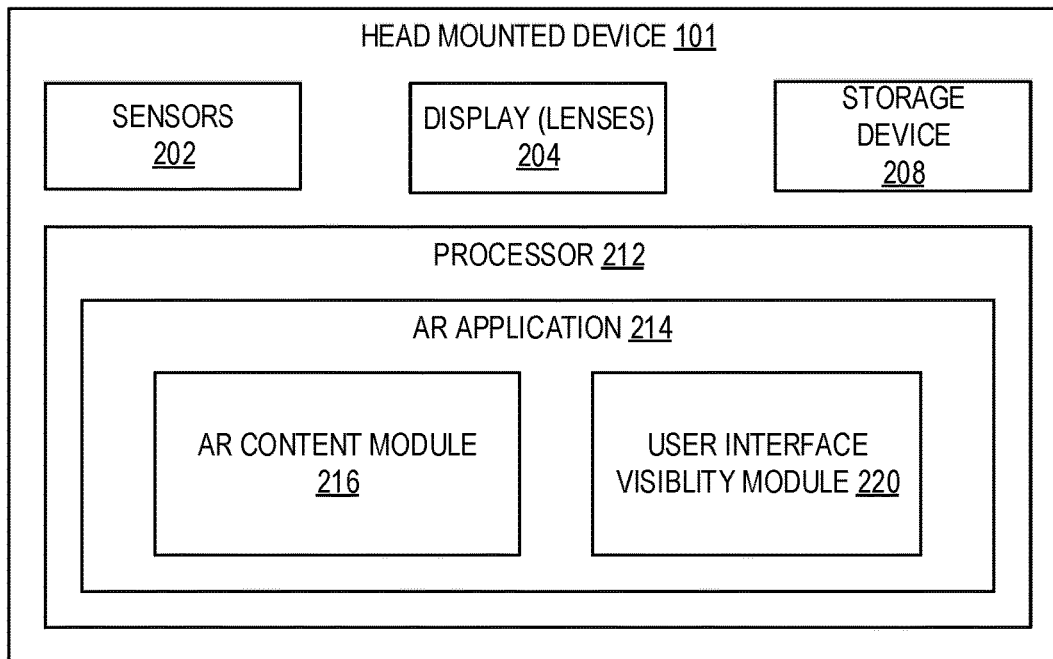 HEAD MOUNTED DEVICE 101
SENSORS
202
DISPLAY (LENSES)
204
STORAGE
DEVICE
208
PROCESSOR 212
AR APPLICATION 214
AR CONTENT MODULE
216
USER INTERFACE
VISIBLITY MODULE 220